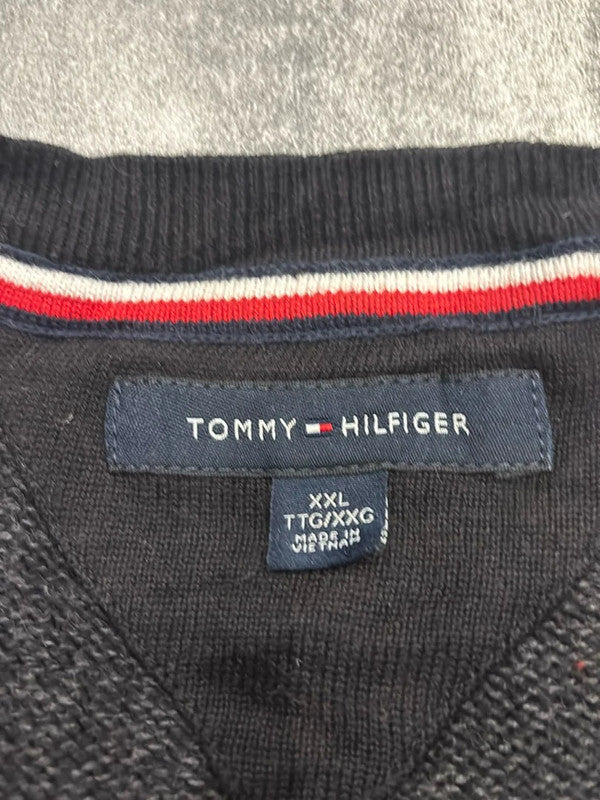 TOMMY HILFIGER
XXL
TTG/XXG
MADE IN
VIETNAM